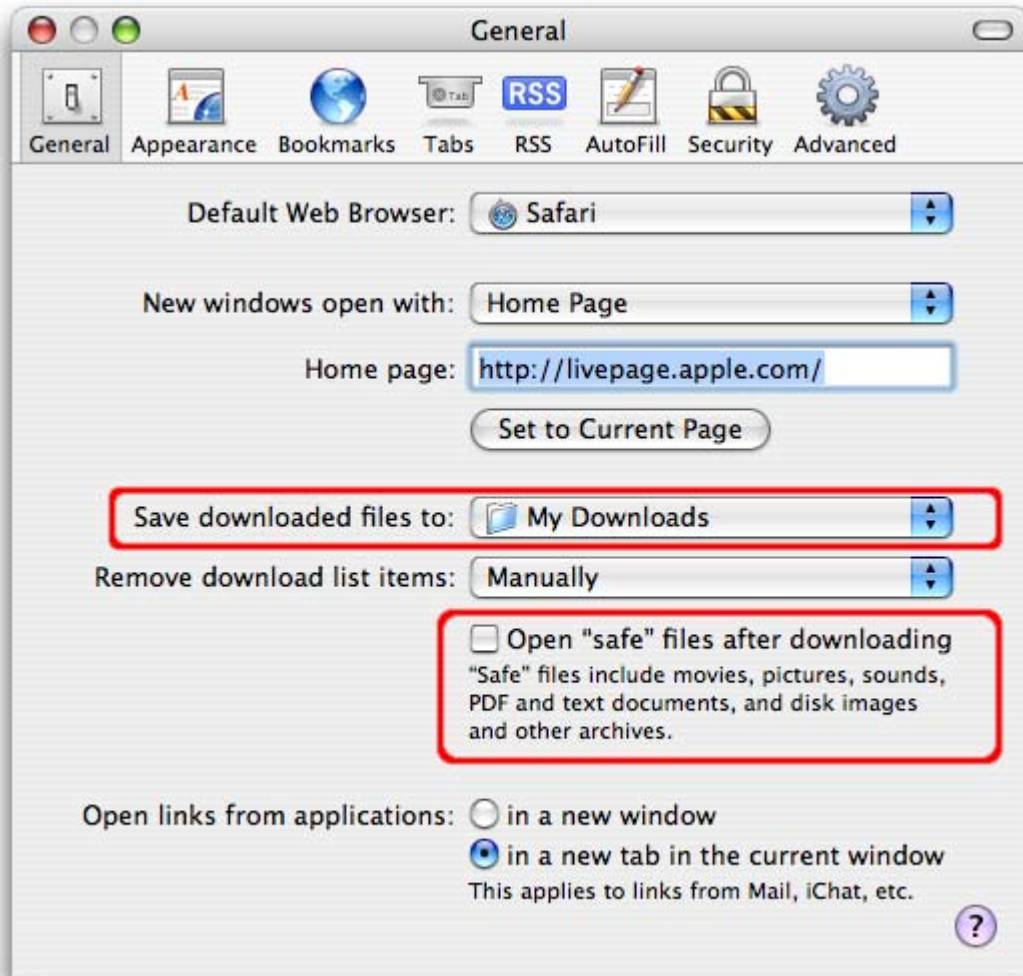 General
General Appearance Bookmarks Tabs RSS AutoFill Security Advanced
Tab
RSS
Default Web Browser: Safari
New windows open with: Home Page
Home page: http://livepage.apple.com/
Set to Current Page
Save downloaded files to: My Downloads
Remove download list items: Manually
Open “safe” files after downloading
“Safe” files include movies, pictures, sounds,
PDF and text documents, and disk images
and other archives.
Open links from applications: in a new window
in a new tab in the current window
This applies to links from Mail, iChat, etc.
?